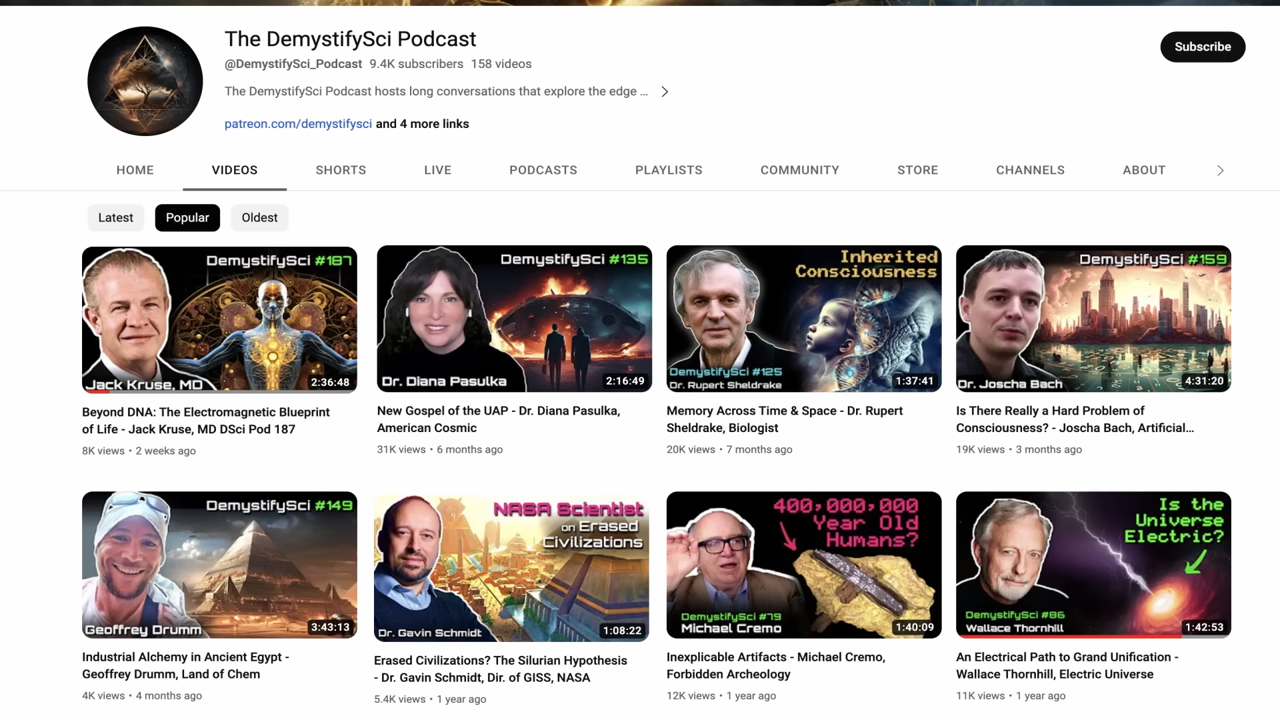 The DemystifySci Podcast
Subscribe
@DemystifySci_Podcast 9.4K subscribers 158 videos
The DemystifySci Podcast hosts long conversations that explore the edge ...
patreon.com/demystifysci and 4 more links
HOME VIDEOS SHORTS LIVE PODCASTS PLAYLISTS COMMUNITY STORE CHANNELS ABOUT
Latest Popular Oldest
DemystifySci #187
Jack Kruse, MD
2:36:48
Beyond DNA: The Electromagnetic Blueprint
of Life - Jack Kruse, MD DSci Pod 187
8K views • 2 weeks ago
DemystifySci #135
Dr. Diana Pasulka
2:16:49
New Gospel of the UAP - Dr. Diana Pasulka,
American Cosmic
31K views • 6 months ago
Inherited
Consciousness
DemystifySci #125
Dr. Rupert Sheldrake
1:37:41
Memory Across Time & Space - Dr. Rupert
Sheldrake, Biologist
20K views • 7 months ago
DemystifySci #159
Dr. Joscha Bach
4:31:20
Is There Really a Hard Problem of
Consciousness? - Joscha Bach, Artificial...
19K views • 3 months ago
DemystifySci #149
Geoffrey Drumm
3:43:13
Industrial Alchemy in Ancient Egypt -
Geoffrey Drumm, Land of Chem
4K views • 4 months ago
NASA Scientist
on Erased
Civilizations
Dr. Gavin Schmidt
1:08:22
Erased Civilizations? The Silurian Hypothesis
- Dr. Gavin Schmidt, Dir. of GISS, NASA
5.4K views • 1 year ago
400,000,000
Year Old
Humans?
DemystifySci #79
Michael Cremo
1:40:09
Inexplicable Artifacts - Michael Cremo,
Forbidden Archeology
12K views • 1 year ago
Is the
Universe
Electric?
DemystifySci #86
Wallace Thornhill
1:42:53
An Electrical Path to Grand Unification -
Wallace Thornhill, Electric Universe
11K views • 1 year ago